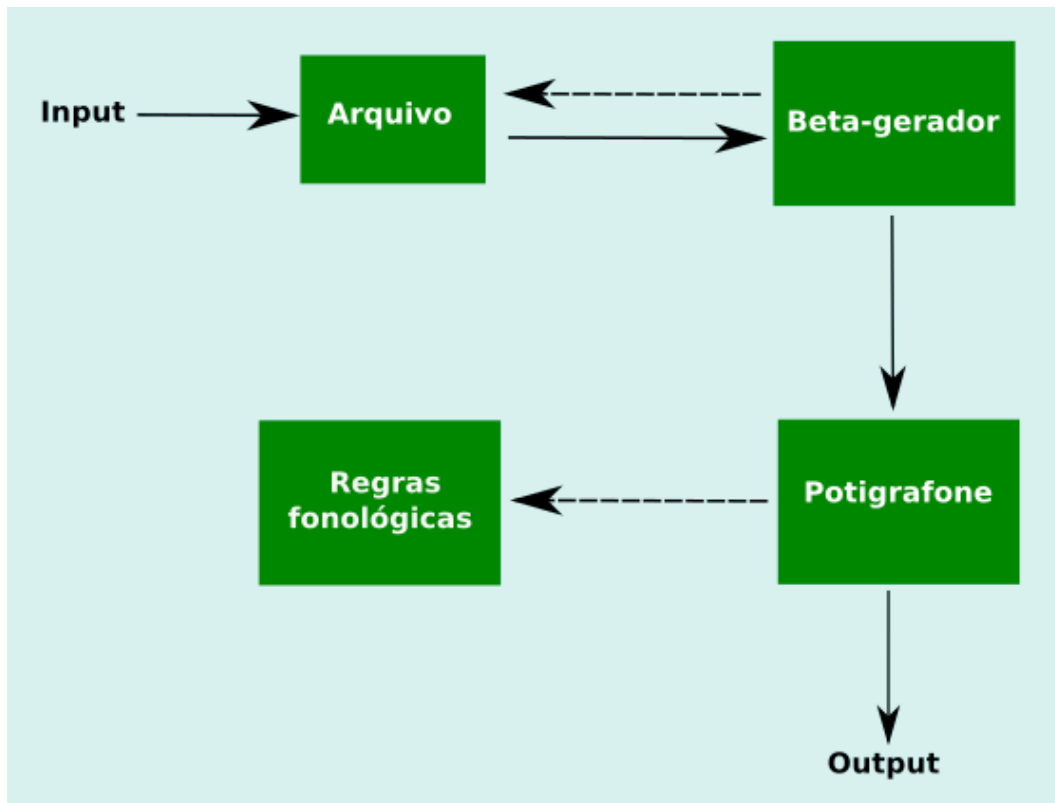 Input
Arquivo
Beta-gerador
Regras
fonológicas
Potigrafone
Output